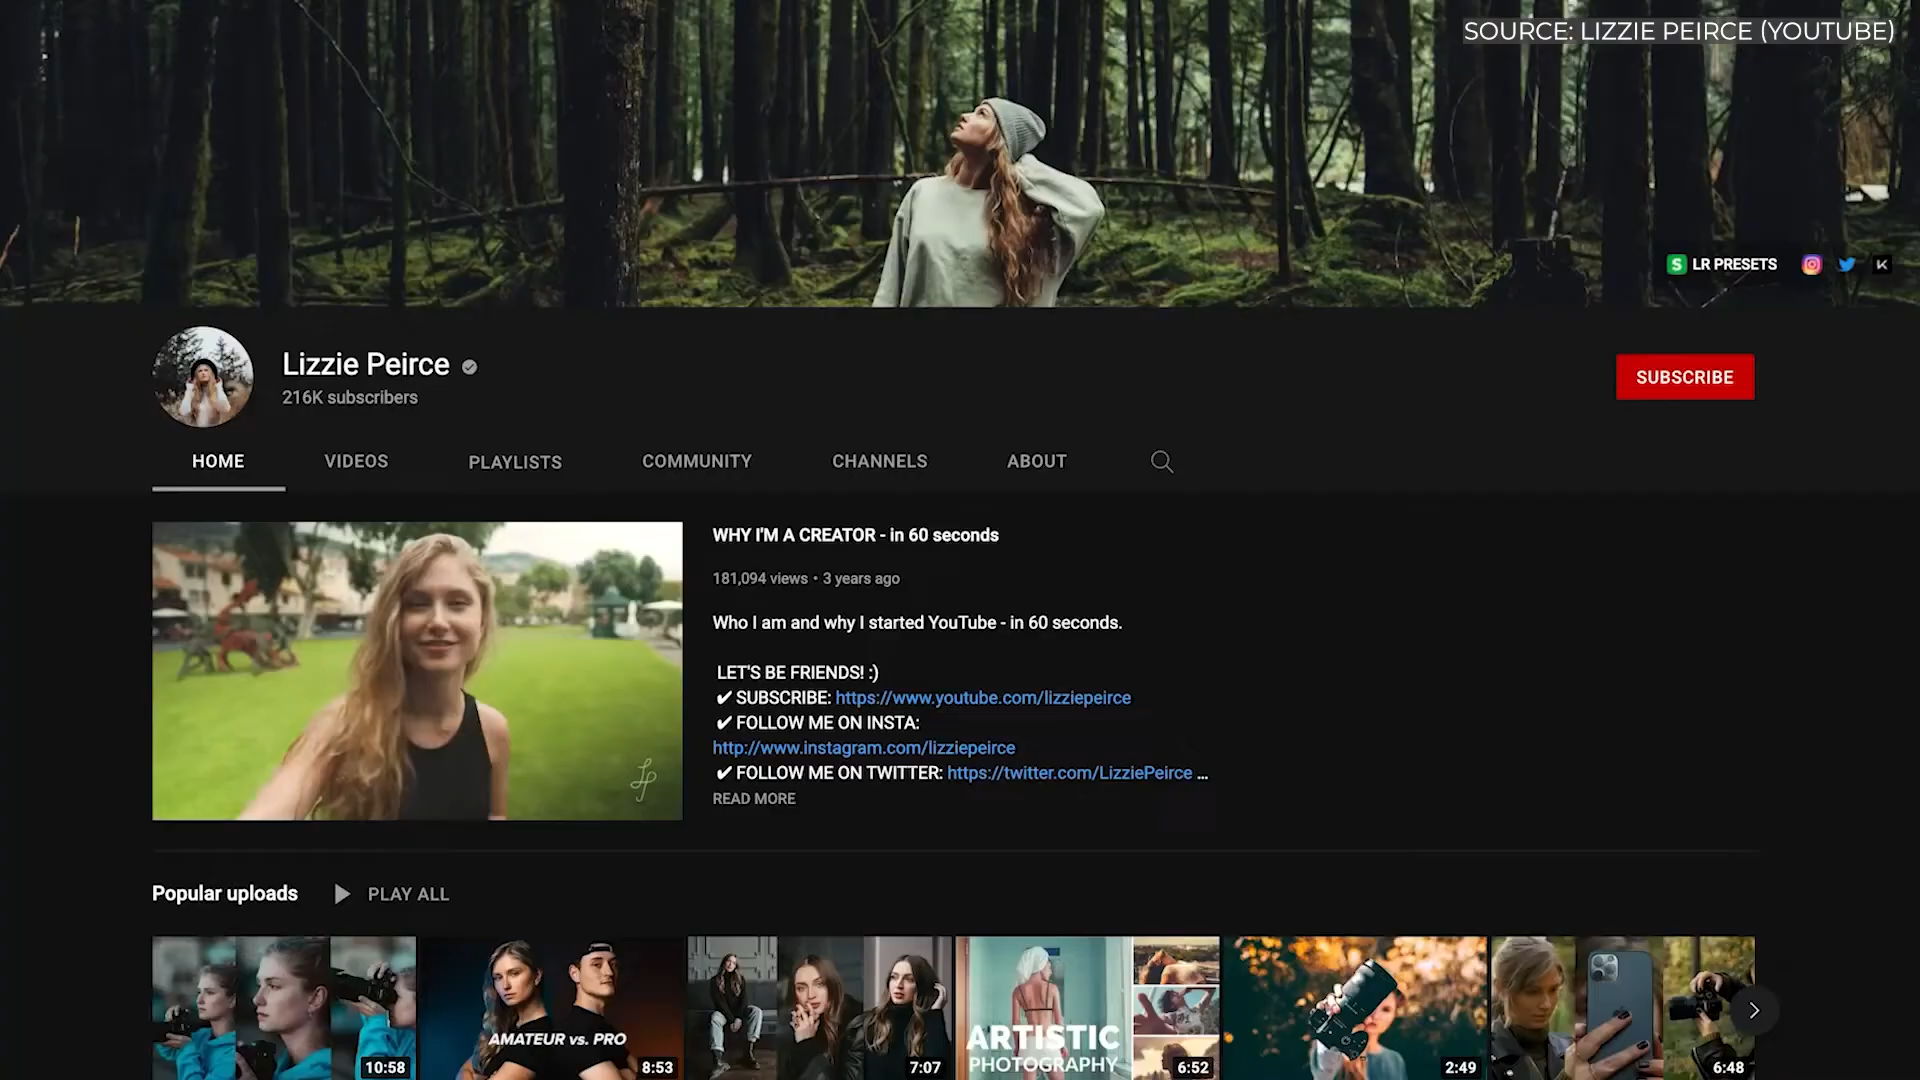 SOURCE: LIZZIE PEIRCE (YOUTUBE)
S LR PRESETS K
Lizzie Peirce
216K subscribers
SUBSCRIBE
HOME VIDEOS PLAYLISTS COMMUNITY CHANNELS ABOUT
WHY I'M A CREATOR - in 60 seconds
181,094 views • 3 years ago
Who I am and why I started YouTube - in 60 seconds.
LET'S BE FRIENDS! :)
✔ SUBSCRIBE: https://www.youtube.com/lizziepeirce
✔ FOLLOW ME ON INSTA:
http://www.instagram.com/lizziepeirce
✔ FOLLOW ME ON TWITTER: https://twitter.com/LizziePeirce ...
READ MORE
LP
Popular uploads PLAY ALL
10:58
AMATEUR vs. PRO
8:53
7:07
ARTISTIC
PHOTOGRAPHY
6:52
2:49
6:48